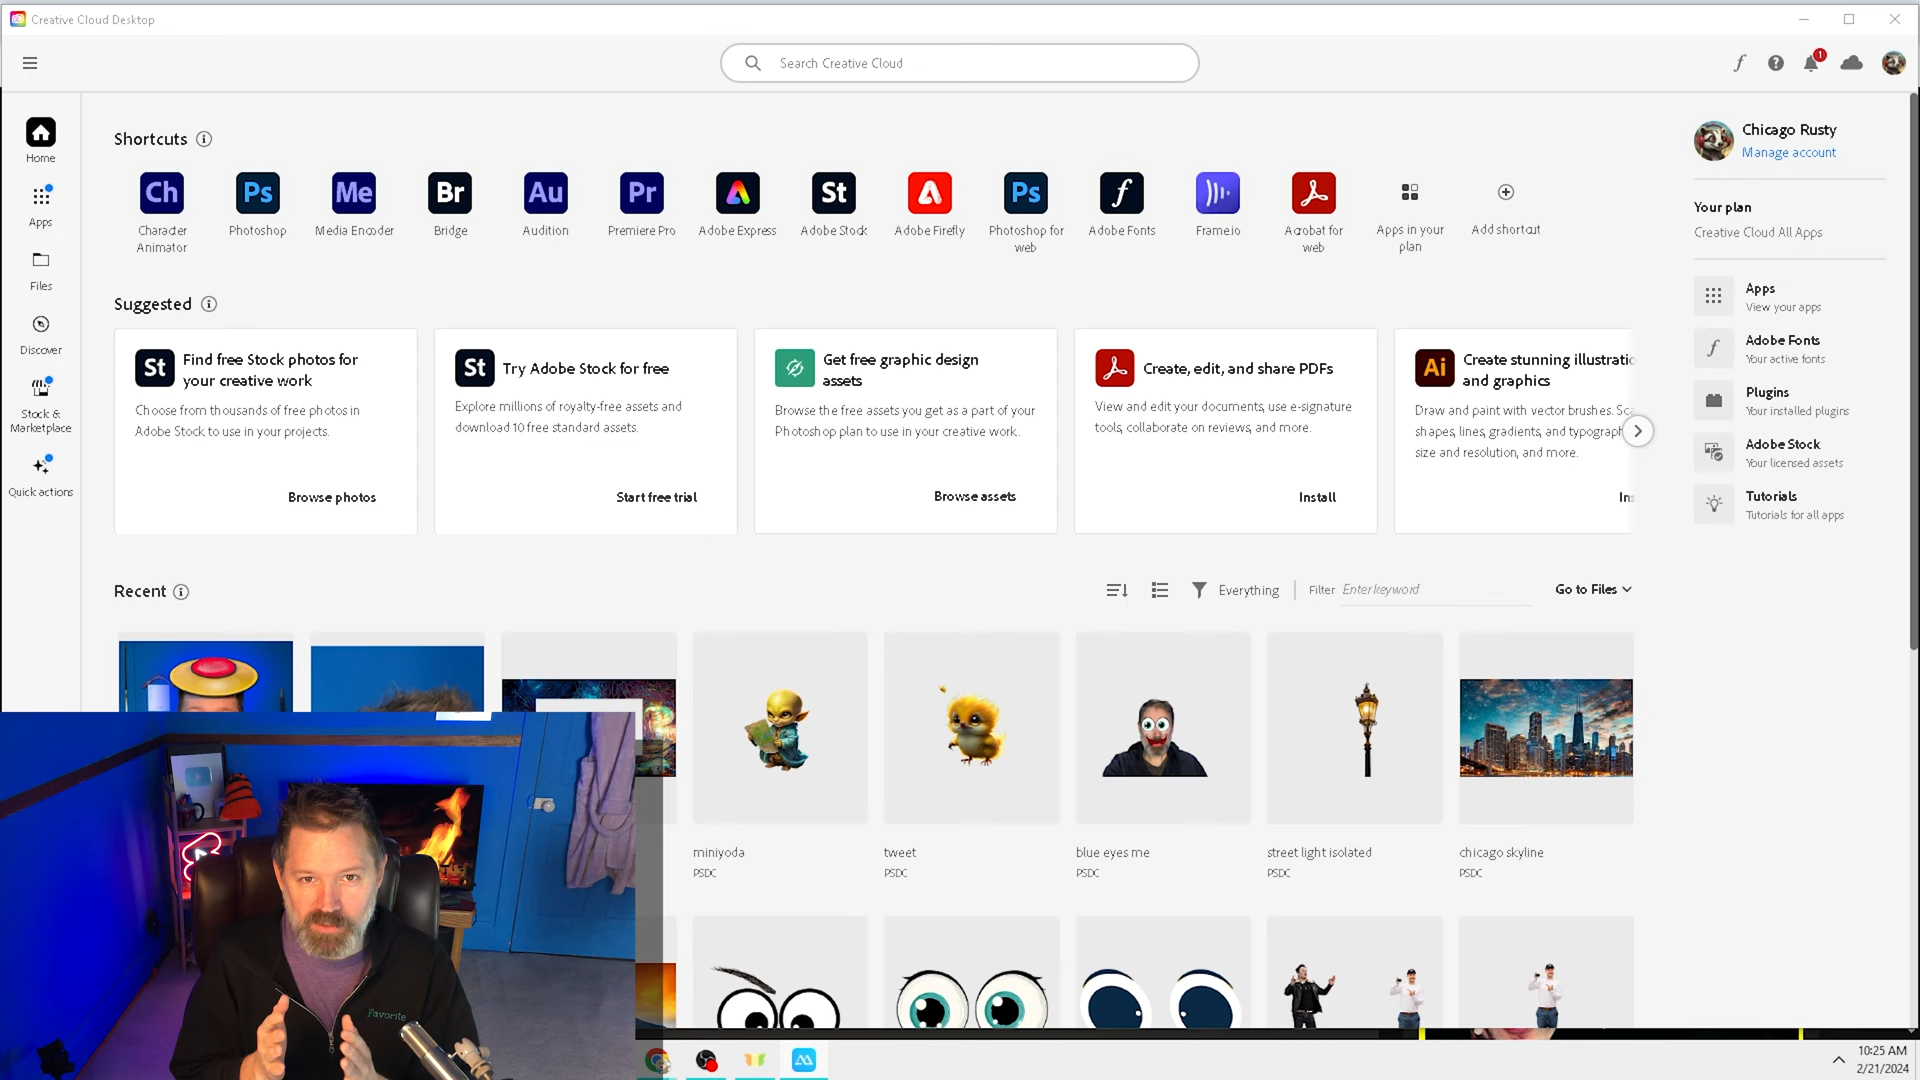 Creative Cloud Desktop
Search Creative Cloud
f
1
Home
Apps
Files
Discover
Stock &
Marketplace
Quick actions
Shortcuts
Ch
Ps
Me
Br
Au
Pr
St
Ps
f
Character
Animator
Photoshop
Media Encoder
Bridge
Audition
Premiere Pro
Adobe Express
Adobe Stock
Adobe Firefly
Photoshop for
web
Adobe Fonts
Frame.io
Acrobat for
web
Apps in your
plan
Add shortcut
Suggested
St
Find free Stock photos for
your creative work
Choose from thousands of free photos in
Adobe Stock to use in your projects.
Browse photos
St
Try Adobe Stock for free
Explore millions of royalty-free assets and
download 10 free standard assets.
Start free trial
Get free graphic design
assets
Browse the free assets you get as a part of your
Photoshop plan to use in your creative work..
Browse assets
Create, edit, and share PDFs
View and edit your documents, use e-signature
tools, collaborate on reviews, and more.
Install
Ai
Create stunning illustratio
and graphics
Draw and paint with vector brushes. Sca
shapes, lines, gradients, and typograph
size and resolution, and more.
Ins
Chicago Rusty
Manage account
Your plan
Creative Cloud All Apps
Apps
View your apps
f
Adobe Fonts
Your active fonts
Plugins
Your installed plugins
Adobe Stock
Your licensed assets
Tutorials
Tutorials for all apps
Recent
Everything
Filter
Enter keyword
Go to Files
miniyoda
PSDC
tweet
PSDC
blue eyes me
PSDC
street light isolated
PSDC
chicago skyline
PSDC
Favorite
10:25 AM
2/21/2024